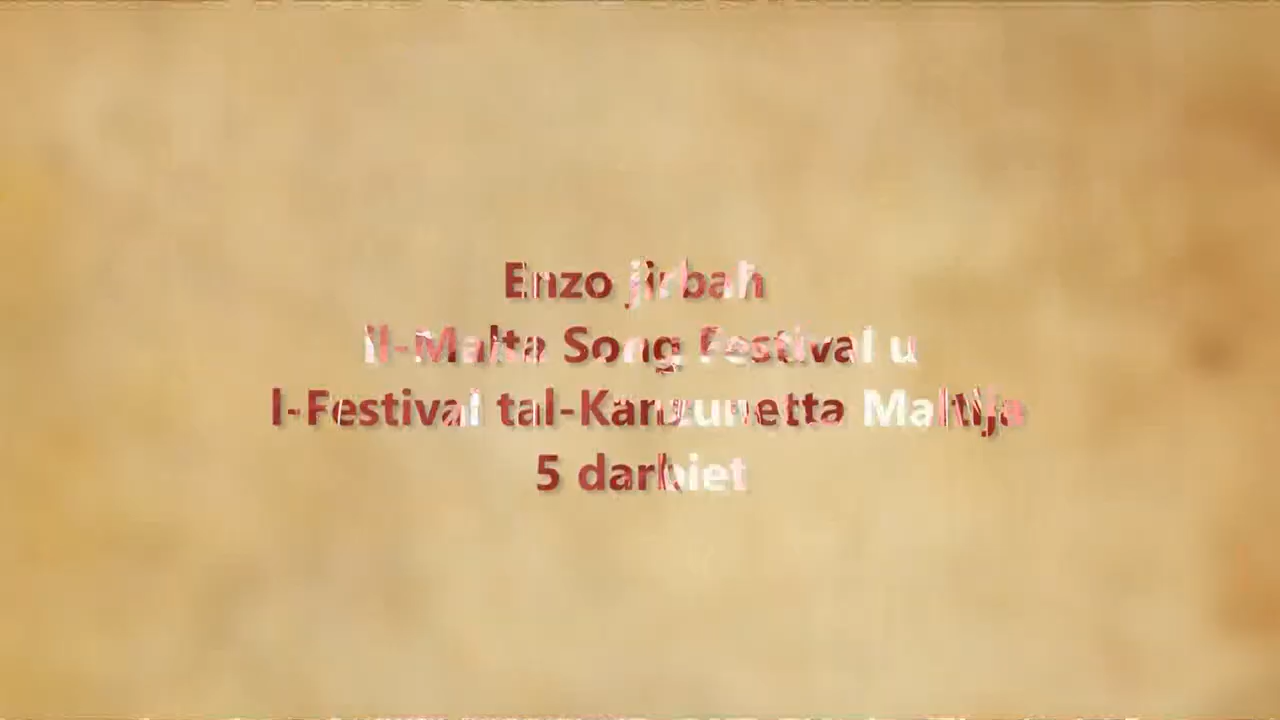 Enzo jirbaħ
il-Malta Song Festival u
l-Festival tal-Kanzunetta Maltija
5 darbiet